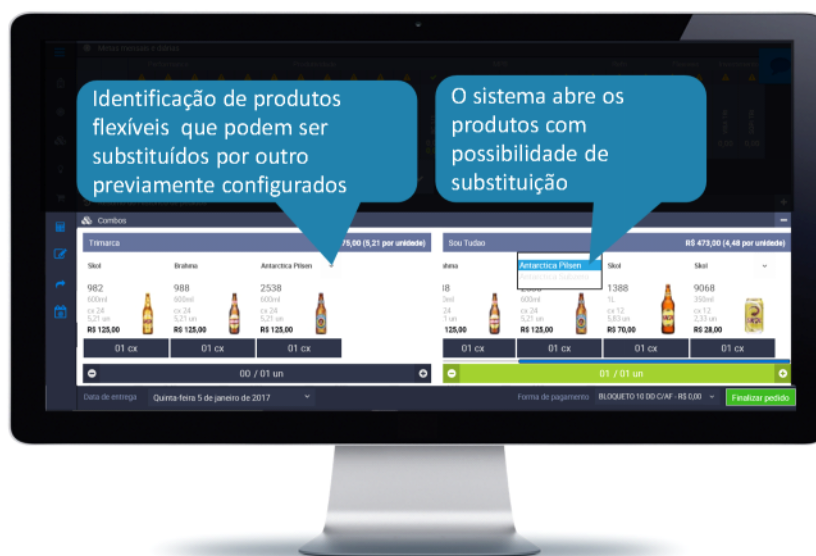 Metas mensais e diárias
Identificação de produtos
flexíveis que podem ser
substituídos por outro
previamente configurados
O sistema abre os
produtos com
possibilidade de
substituição
Combos
Trimarca
75,00 (5,21 por unidade)
Skol
Brahma
Antarctica Pilsen
982
988
2538
600ml
600ml
600ml
cx 24
cx 24
cx 24
5,21 un
5,21 un
5,21 un
R$ 125,00
R$ 125,00
R$ 125,00
01 cx
01 cx
01 cx
00 / 01 un
Sou Tudao
R$ 473,00 (4,48 por unidade)
Antarctica Pilsen
Skol
Skol
1388
9068
1L
350ml
cx 12
cx 12
5,83 un
2,33 un
125,00
R$ 125,00
R$ 70,00
R$ 28,00
01 cx
01 cx
01 cx
01 / 01 un
Data de entrega
Quinta-feira 5 de janeiro de 2017
Forma de pagamento
BLOQUETO 10 DD C/AF - R$ 0,00
Finalizar pedido